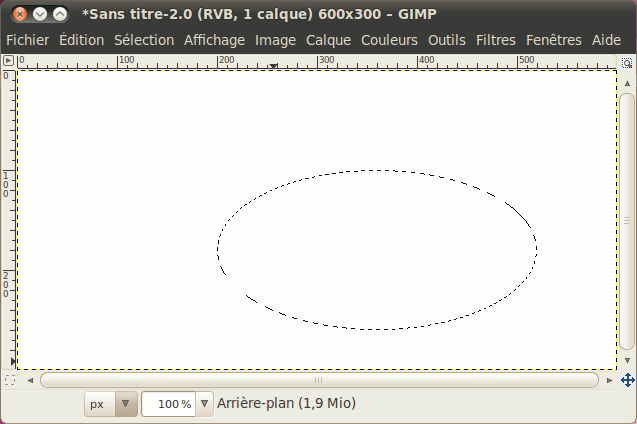 *Sans titre-2.0 (RVB, 1 calque) 600x300 – GIMP
Fichier Édition Sélection Affichage Image Calque Couleurs Outils Filtres Fenêtres Aide
0 100 200 300 400 500
0
100
200
px 100 % Arrière-plan (1,9 Mio)